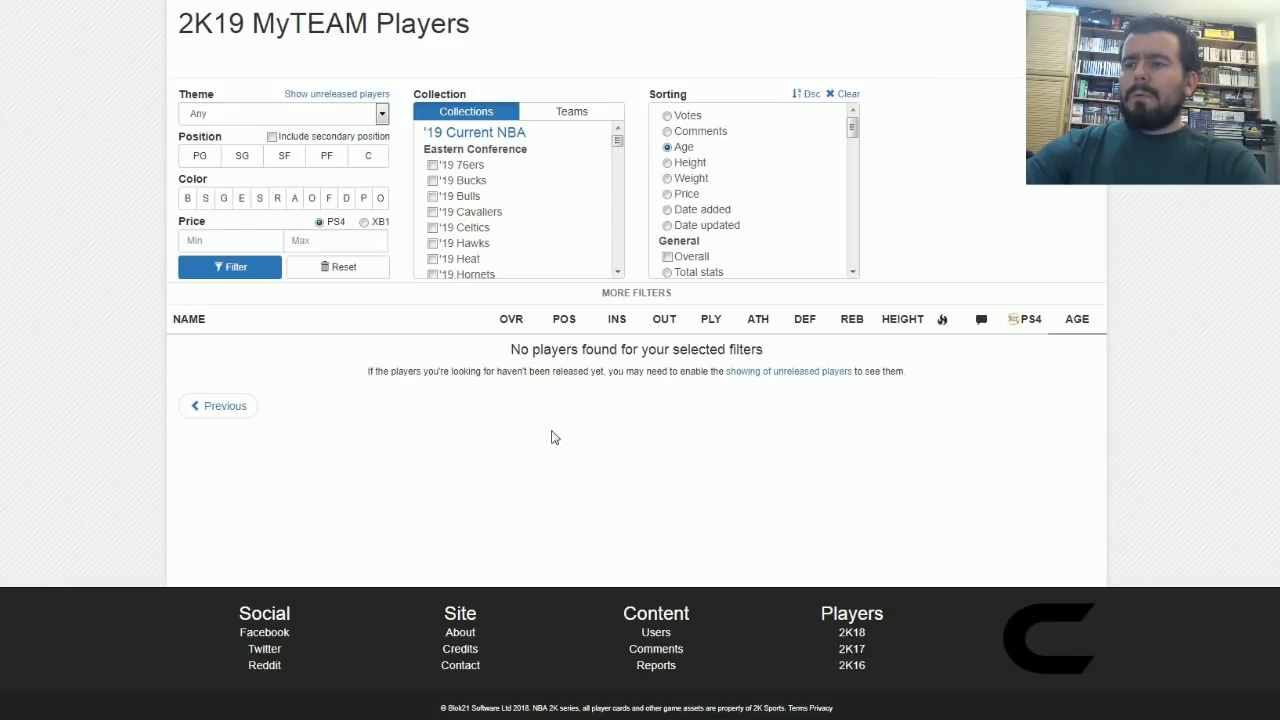 2K19 MyTEAM Players
Theme
Show unreleased players
Any
Position
Include secondary position
PG SG SF PF C
Color
B S G E S R A O F D P O
Price
PS4 XB1
Min Max
Filter Reset
Collection
Collections Teams
'19 Current NBA
Eastern Conference
'19 76ers
'19 Bucks
'19 Bulls
'19 Cavaliers
'19 Celtics
'19 Hawks
'19 Heat
'19 Hornets
Sorting
Dsc Clear
Votes
Comments
Age
Height
Weight
Price
Date added
Date updated
General
Overall
Total stats
MORE FILTERS
NAME OVR POS INS OUT PLY ATH DEF REB HEIGHT PS4 AGE
No players found for your selected filters
If the players you're looking for haven't been released yet, you may need to enable the showing of unreleased players to see them.
Previous
Social
Facebook
Twitter
Reddit
Site
About
Credits
Contact
Content
Users
Comments
Reports
Players
2K18
2K17
2K16
© Blok21 Software Ltd 2018. NBA 2K series, all player cards and other game assets are property of 2K Sports. Terms Privacy